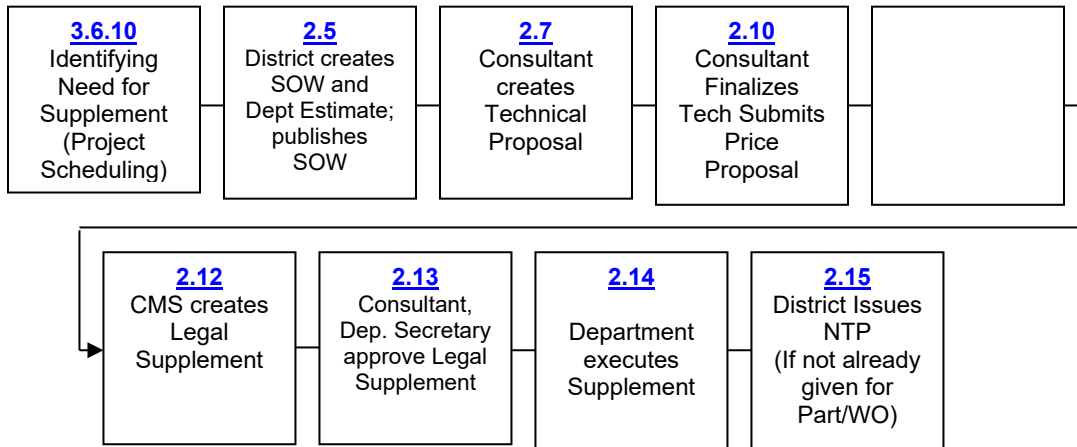 3.6.10
Identifying
Need for
Supplement
(Project
Scheduling)
2.5
District creates
SOW and
Dept Estimate;
publishes
SOW
2.7
Consultant
creates
Technical
Proposal
2.10
Consultant
Finalizes
Tech Submits
Price
Proposal
2.12
CMS creates
Legal
Supplement
2.13
Consultant,
Dep. Secretary
approve Legal
Supplement
2.14
Department
executes
Supplement
2.15
District Issues
NTP
(If not already
given for
Part/WO)